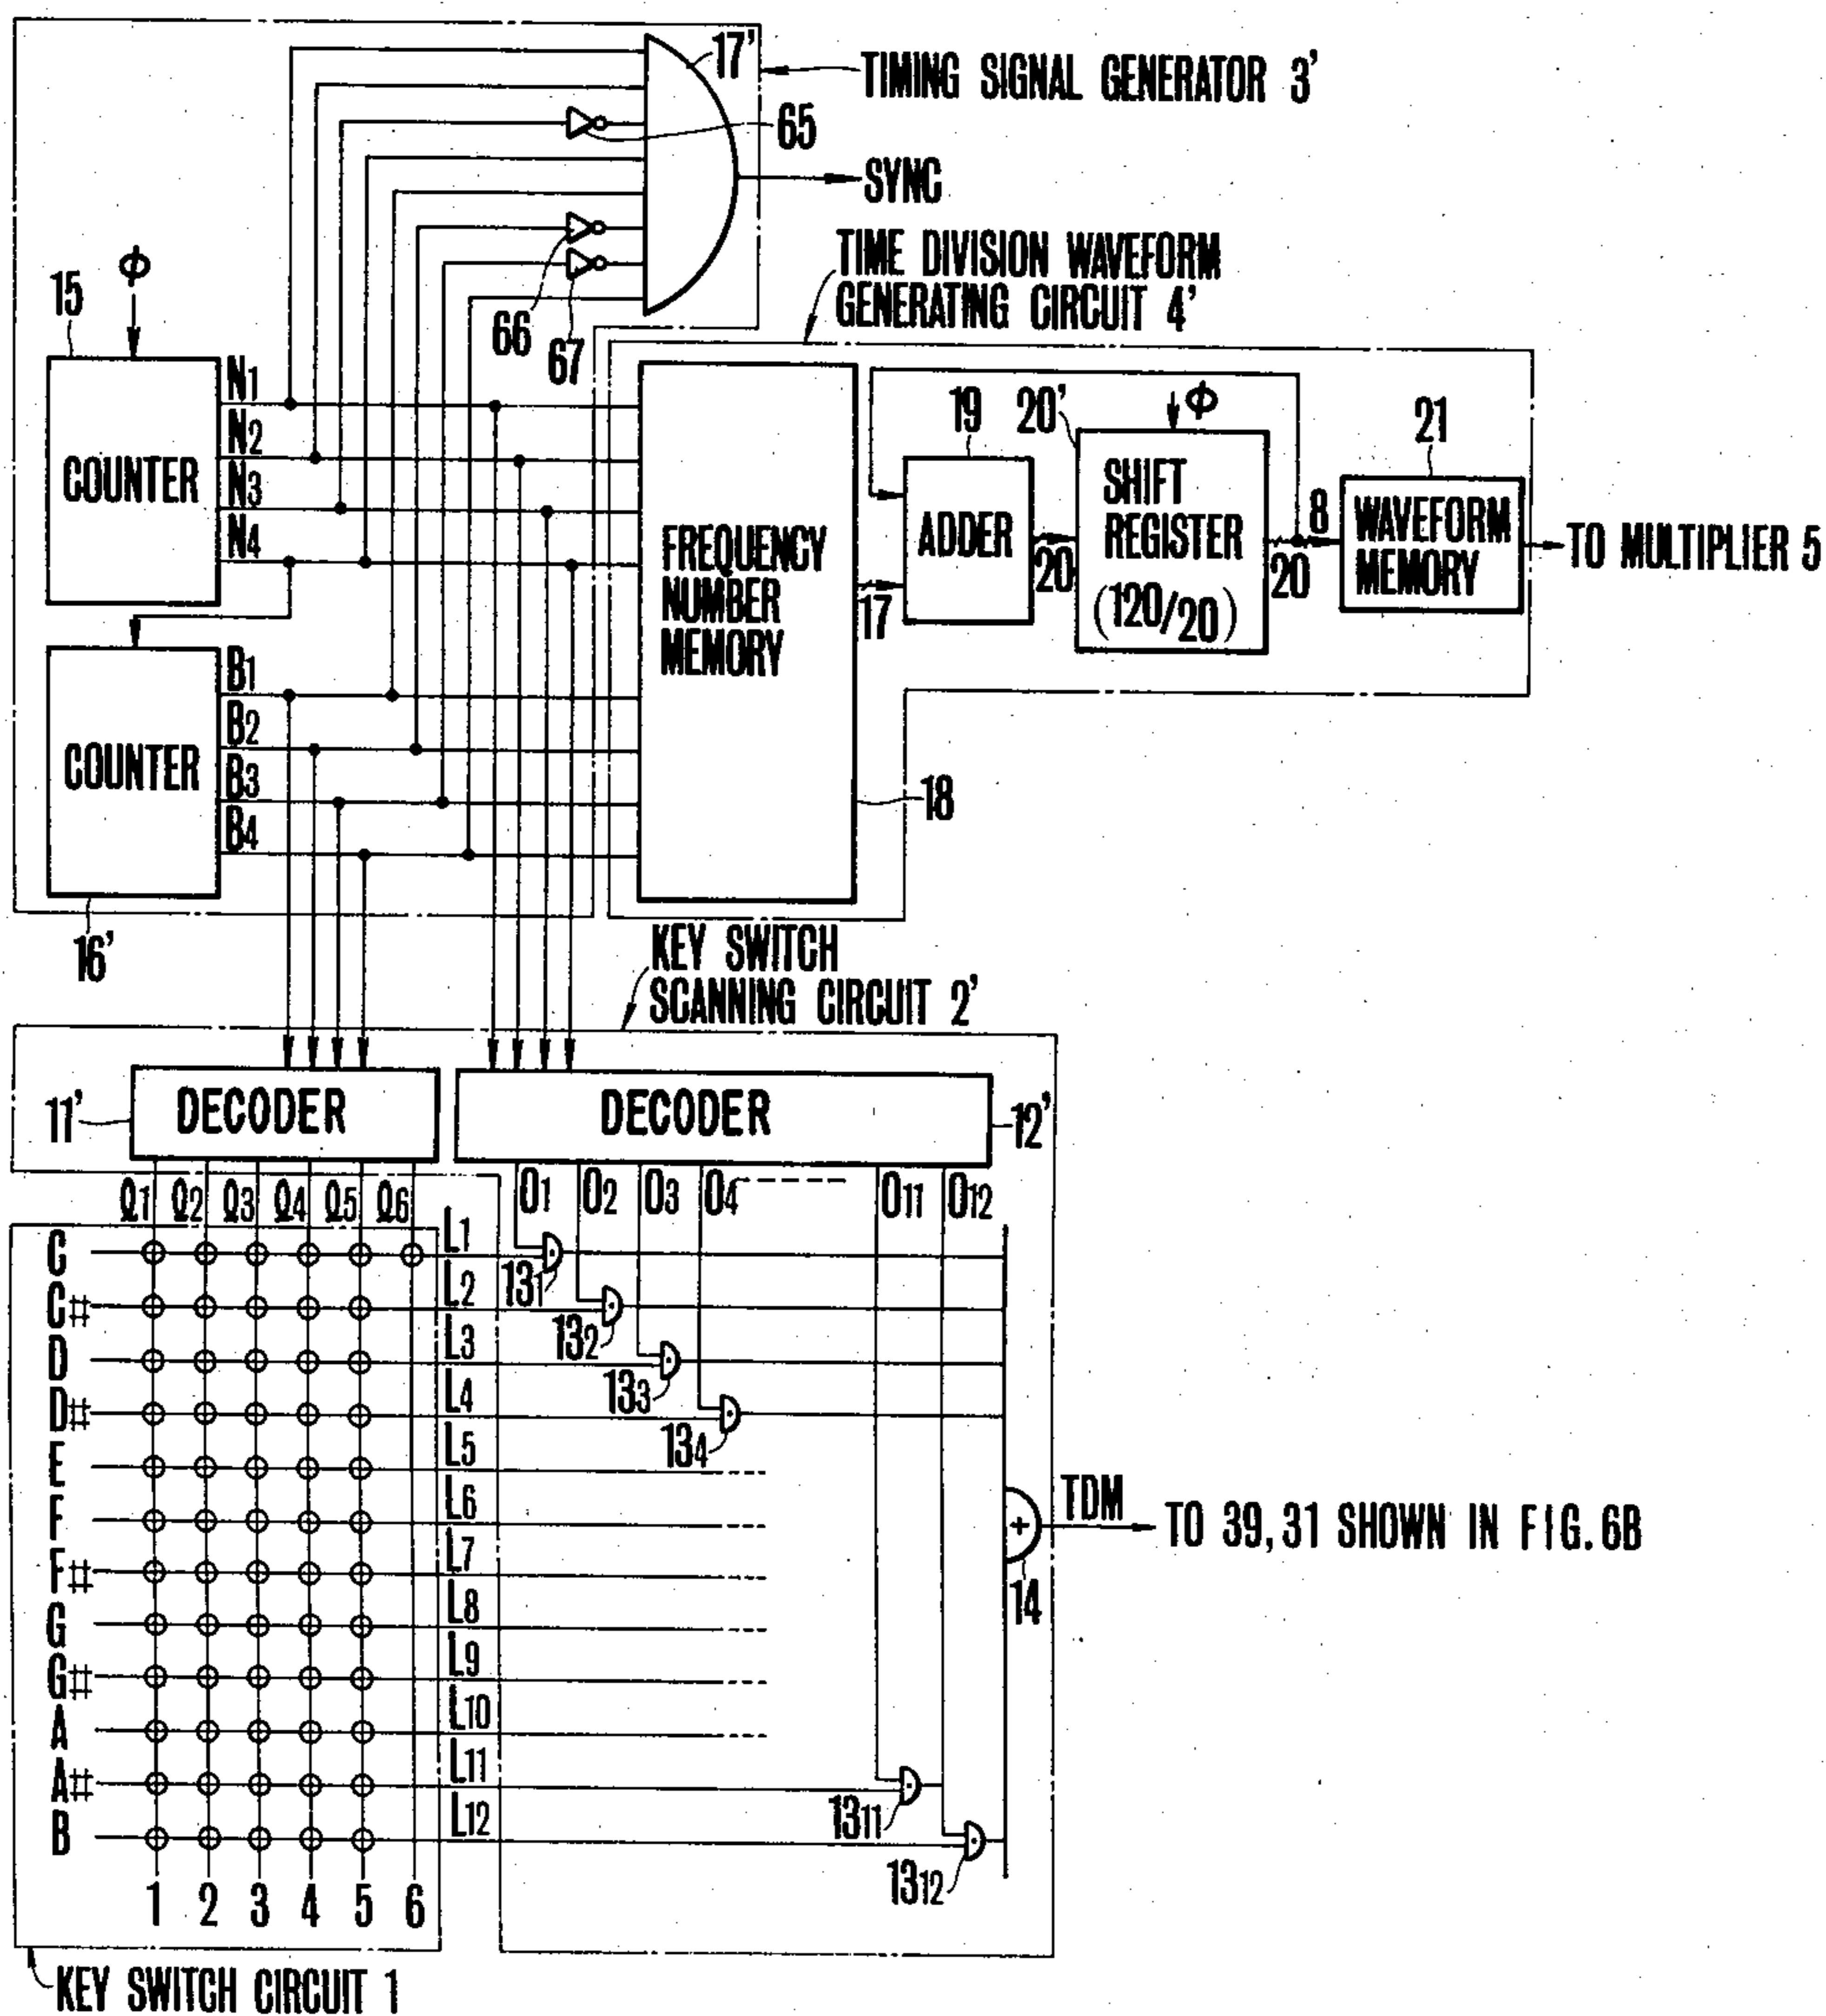 17'
TIMING SIGNAL GENERATOR 3'
65
SYNC
TIME DIVISION WAVEFORM
GENERATING CIRCUIT 4'
ϕ
15
66
67
COUNTER
N1
N2
N3
N4
FREQUENCY
NUMBER
MEMORY
17
19
ADDER
20
20'
ϕ
SHIFT
REGISTER
(120/20)
8
20
21
WAVEFORM
MEMORY
TO MULTIPLIER 5
COUNTER
B1
B2
B3
B4
18
16'
KEY SWITCH
SCANNING CIRCUIT 2'
11'
DECODER
DECODER
12'
Q1 Q2 Q3 Q4 Q5 Q6
O1 O2 O3 O4 O11 O12
C L1 131
C# L2 132
D L3 133
D# L4 134
E L5
F L6
F# L7
G L8
G# L9
A L10
A# L11 1311
B L12 1312
+
14
TDM
TO 39,31 SHOWN IN FIG.6B
1 2 3 4 5 6
KEY SWITCH CIRCUIT 1